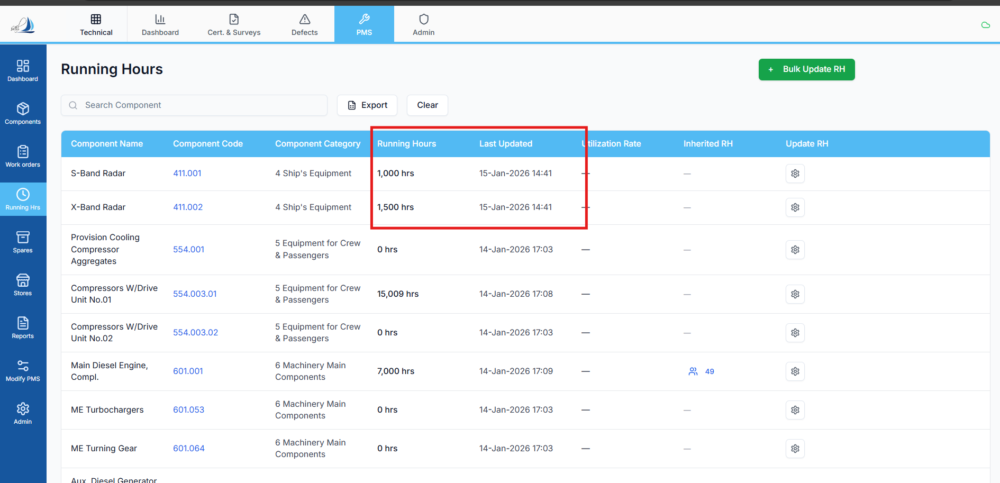 sail
Technical
Dashboard
Cert. & Surveys
Defects
PMS
Admin
Dashboard
Components
Work orders
Running Hrs
Spares
Stores
Reports
Modify PMS
Admin
Running Hours
+ Bulk Update RH
Search Component
Export
Clear
Component Name Component Code Component Category Running Hours Last Updated Utilization Rate Inherited RH Update RH
S-Band Radar 411.001 4 Ship's Equipment 1,000 hrs 15-Jan-2026 14:41 — —
X-Band Radar 411.002 4 Ship's Equipment 1,500 hrs 15-Jan-2026 14:41 — —
Provision Cooling
Compressor
Aggregates
554.001
5 Equipment for Crew
& Passengers
0 hrs 14-Jan-2026 17:03 — —
Compressors W/Drive
Unit No.01
554.003.01
5 Equipment for Crew
& Passengers
15,009 hrs 14-Jan-2026 17:08 — —
Compressors W/Drive
Unit No.02
554.003.02
5 Equipment for Crew
& Passengers
0 hrs 14-Jan-2026 17:03 — —
Main Diesel Engine,
Compl.
601.001
6 Machinery Main
Components
7,000 hrs 14-Jan-2026 17:09 — 49
ME Turbochargers 601.053
6 Machinery Main
Components
0 hrs 14-Jan-2026 17:03 — —
ME Turning Gear 601.064
6 Machinery Main
Components
0 hrs 14-Jan-2026 17:03 — —
Aux. Diesel Generator